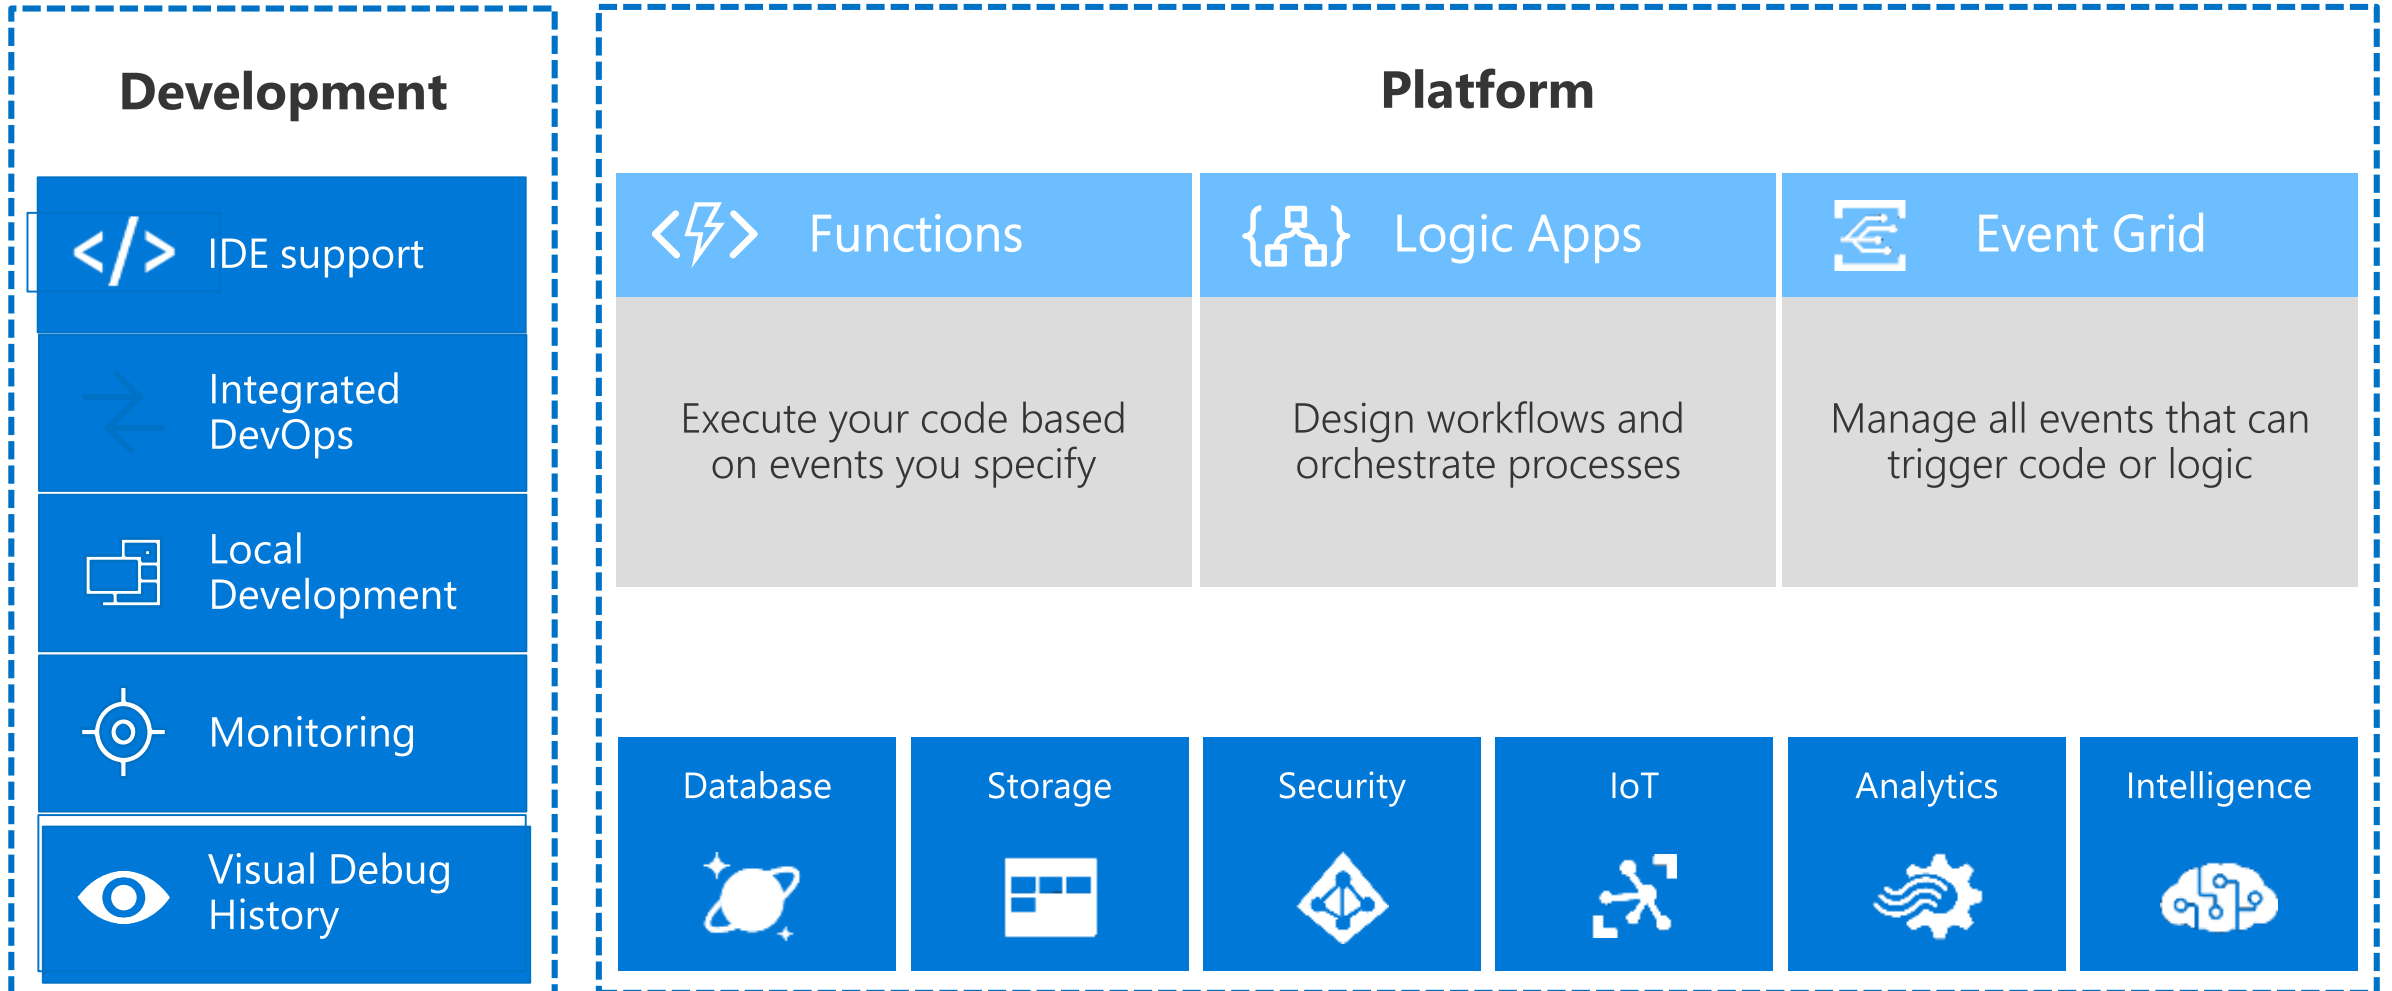 Development
IDE support
Integrated
DevOps
Local
Development
Monitoring
Visual Debug
History
Platform
Functions
Execute your code based
on events you specify
Logic Apps
Design workflows and
orchestrate processes
Event Grid
Manage all events that can
trigger code or logic
Database
Storage
Security
IoT
Analytics
Intelligence